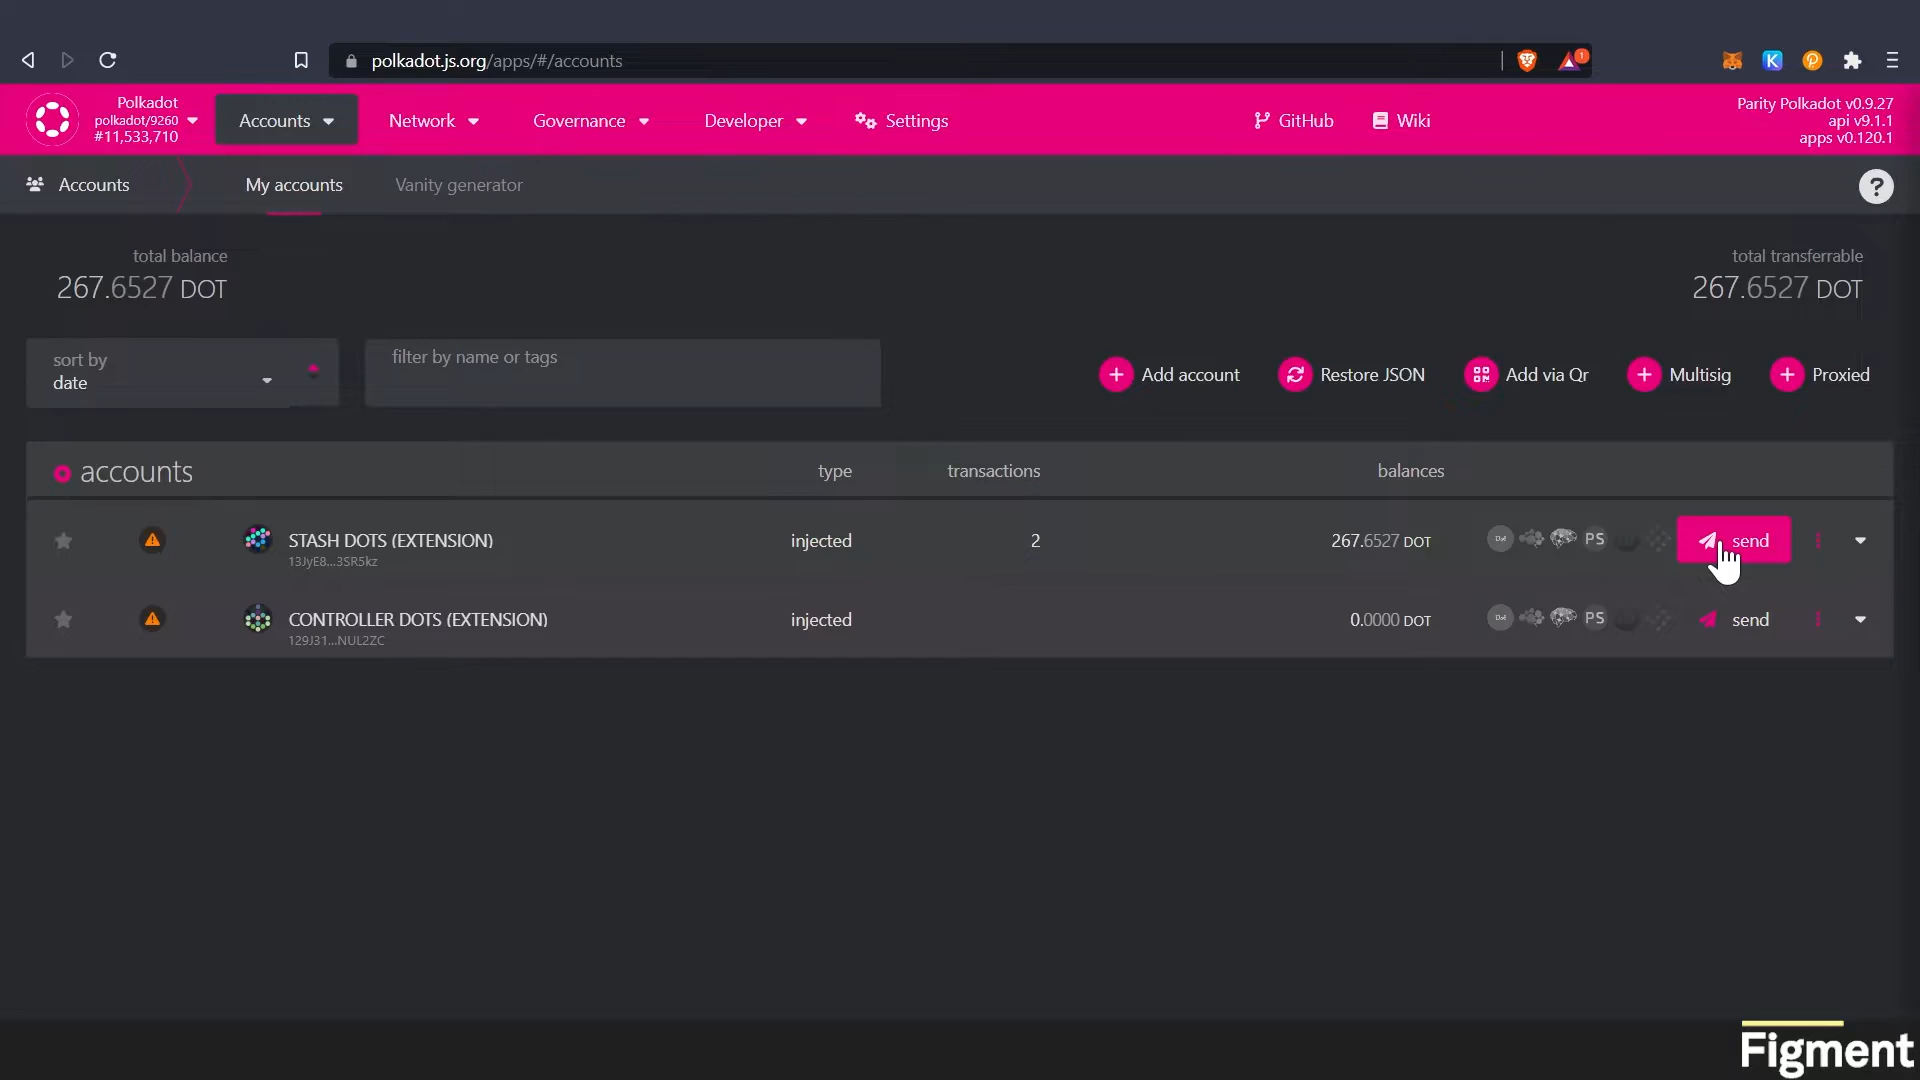 polkadot.js.org/apps/#/accounts
1
K
Polkadot
polkadot/9260
#11,533,710
Accounts
Network
Governance
Developer
Settings
GitHub
Wiki
Parity Polkadot v0.9.27
api v9.1.1
apps v0.120.1
Accounts
My accounts
Vanity generator
?
total balance
267.6527 DOT
total transferrable
267.6527 DOT
sort by
date
filter by name or tags
Add account
Restore JSON
Add via Qr
Multisig
Proxied
accounts
type
transactions
balances
STASH DOTS (EXTENSION)
13JyE8...3SR5kz
injected
2
267.6527 DOT
PS
send
CONTROLLER DOTS (EXTENSION)
129J31...NUL2ZC
injected
0.0000 DOT
PS
send
Figment